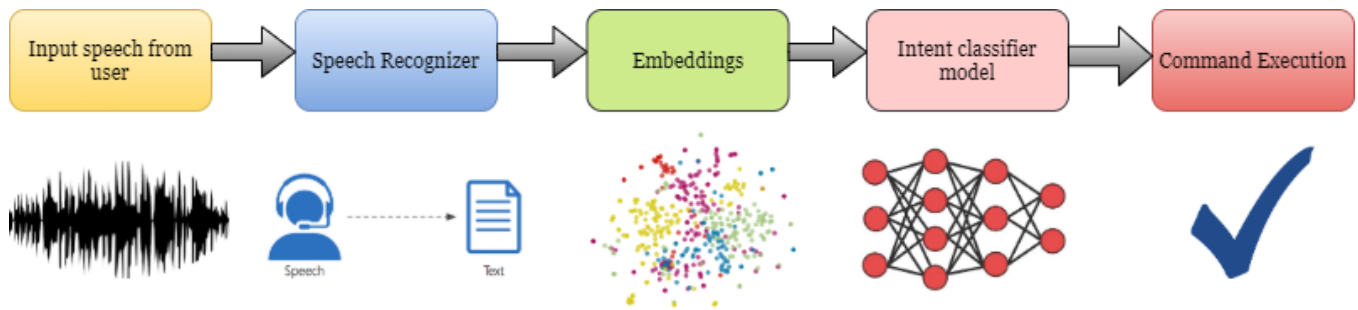 Input speech from
user
Speech Recognizer
Embeddings
Intent classifier
model
Command Execution
Speech
Text